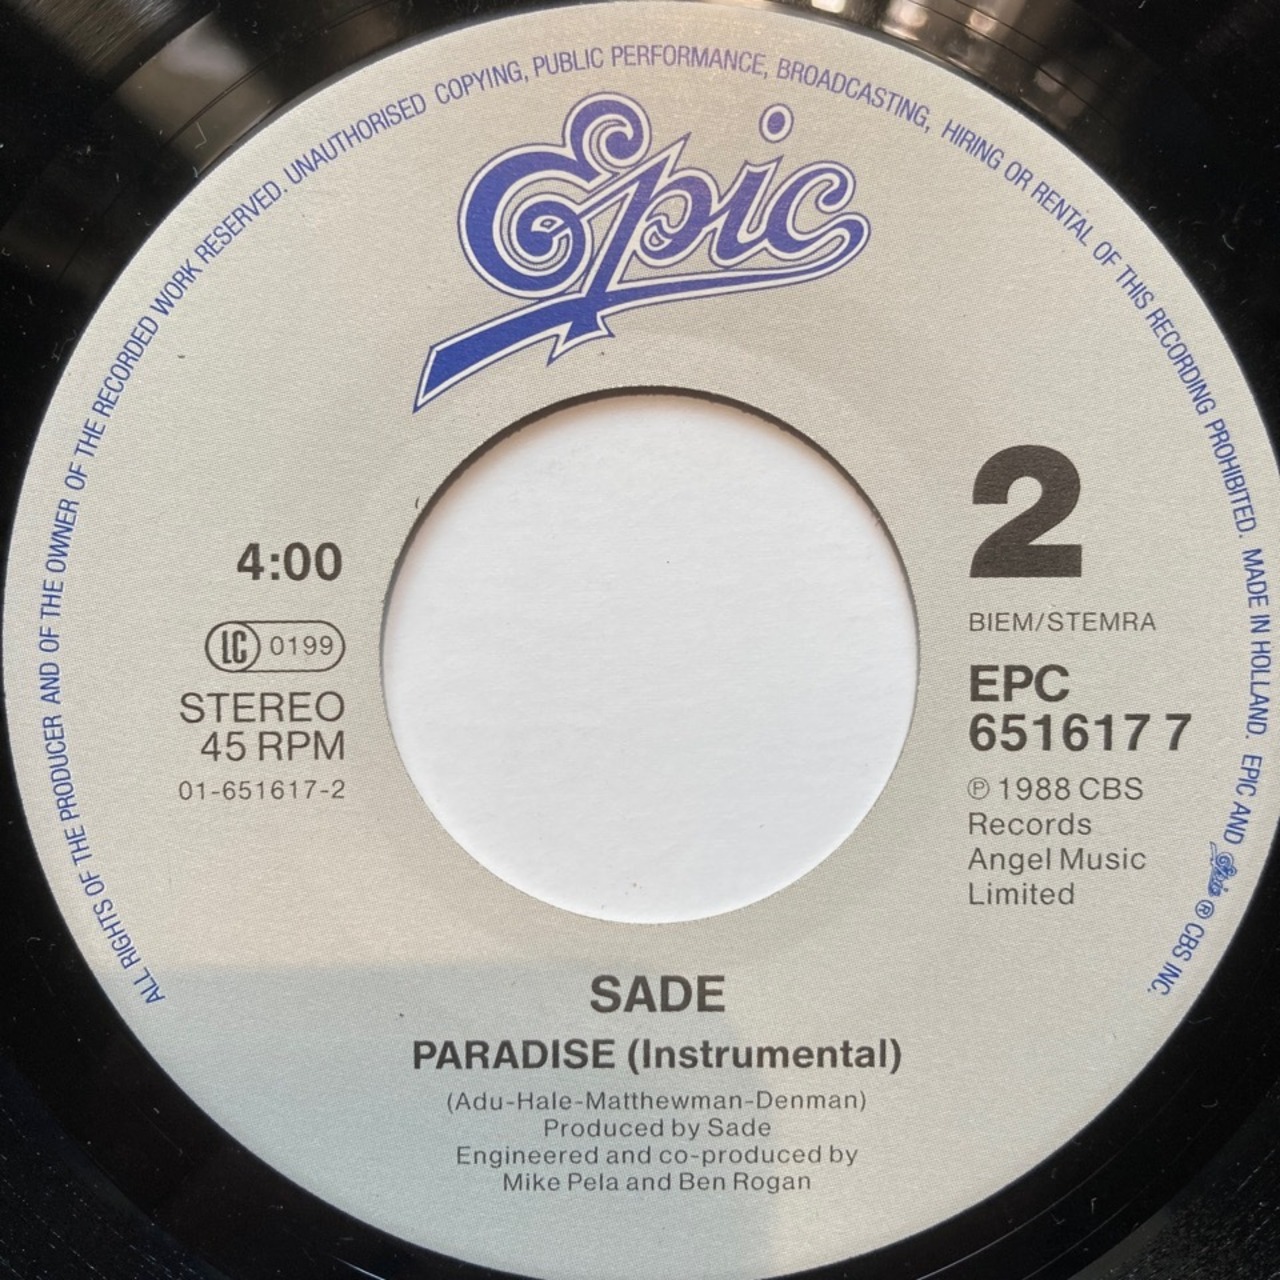 ALL RIGHTS OF THE PRODUCER AND OF THE OWNER OF THE RECORDED WORK RESERVED. UNAUTHORISED COPYING, PUBLIC PERFORMANCE, BROADCASTING, HIRING OR RENTAL OF THIS RECORDING PROHIBITED. MADE IN HOLLAND. EPIC AND Epic ® CBS INC.
Epic
4:00
LC 0199
STEREO
45 RPM
01-651617-2
2
BIEM/STEMRA
EPC
651617 7
℗ 1988 CBS
Records
Angel Music
Limited
SADE
PARADISE (Instrumental)
(Adu-Hale-Matthewman-Denman)
Produced by Sade
Engineered and co-produced by
Mike Pela and Ben Rogan